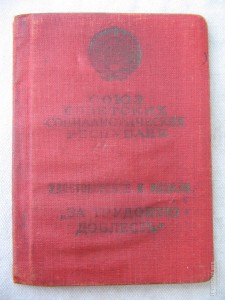 СОЮЗ
СОВЕТСКИХ
СОЦИАЛИСТИЧЕСКИХ
РЕСПУБЛИК
УДОСТОВЕРЕНИЕ К МЕДАЛИ
„ЗА ТРУДОВУЮ
ДОБЛЕСТЬ"